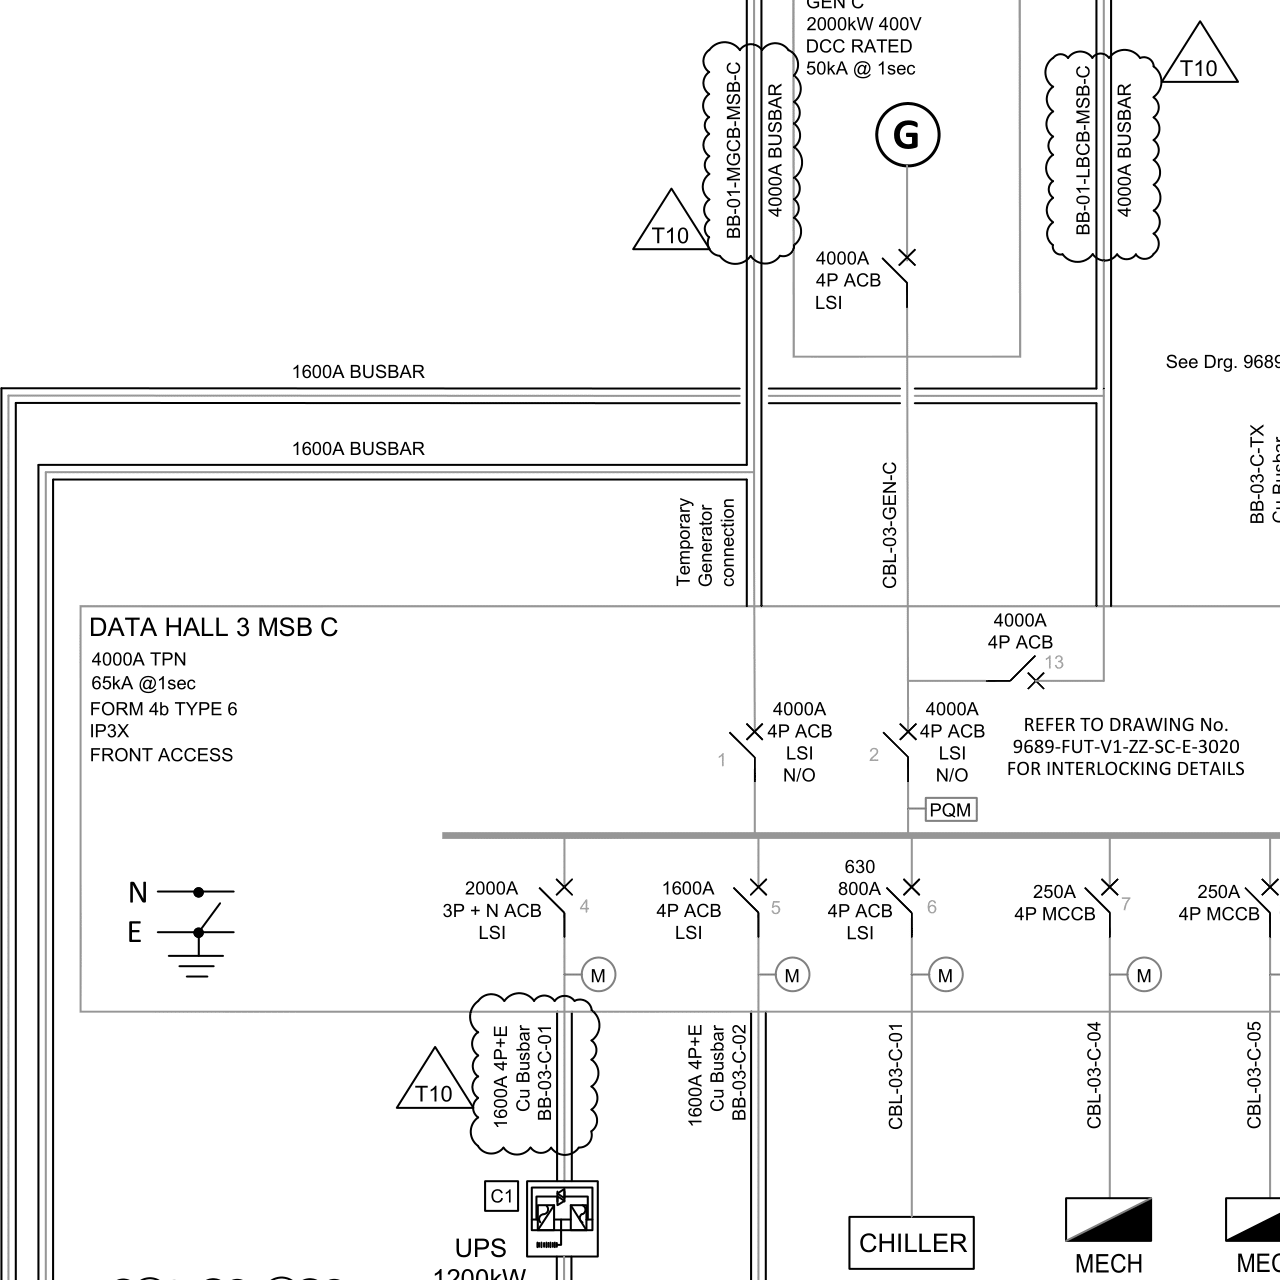 GEN C
2000kW 400V
DCC RATED
50kA @ 1sec
G
BB-01-MGCB-MSB-C
4000A BUSBAR
T10
BB-01-LBCB-MSB-C
4000A BUSBAR
T10
4000A
4P ACB
LSI
1600A BUSBAR
See Drg. 9689
1600A BUSBAR
Temporary
Generator
connection
CBL-03-GEN-C
BB-03-C-TX
Cu Busbar
DATA HALL 3 MSB C
4000A TPN
65kA @1sec
FORM 4b TYPE 6
IP3X
FRONT ACCESS
4000A
4P ACB
13
4000A
4P ACB
LSI
N/O
1
4000A
4P ACB
LSI
N/O
2
REFER TO DRAWING No.
9689-FUT-V1-ZZ-SC-E-3020
FOR INTERLOCKING DETAILS
PQM
N
E
2000A
3P + N ACB
LSI
4
M
1600A
4P ACB
LSI
5
M
630
800A
4P ACB
LSI
6
M
250A
4P MCCB
7
M
250A
4P MCCB
T10
1600A 4P+E
Cu Busbar
BB-03-C-01
1600A 4P+E
Cu Busbar
BB-03-C-02
CBL-03-C-01
CBL-03-C-04
CBL-03-C-05
C1
UPS
1200kW
CHILLER
MECH
MEC